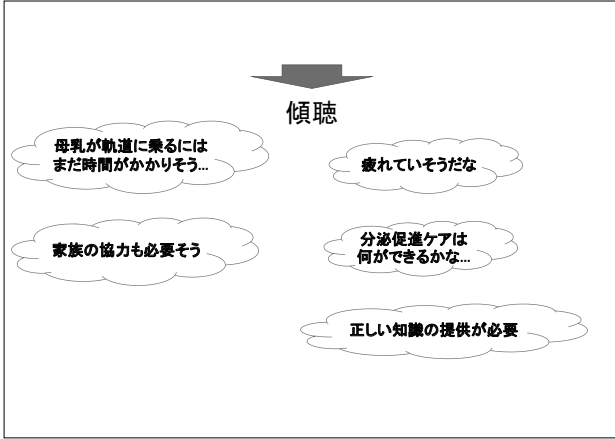 傾聴
母乳が軌道に乗るには
まだ時間がかかりそう...
疲れていそうだな
家族の協力も必要そう
分泌促進ケアは
何ができるかな...
正しい知識の提供が必要